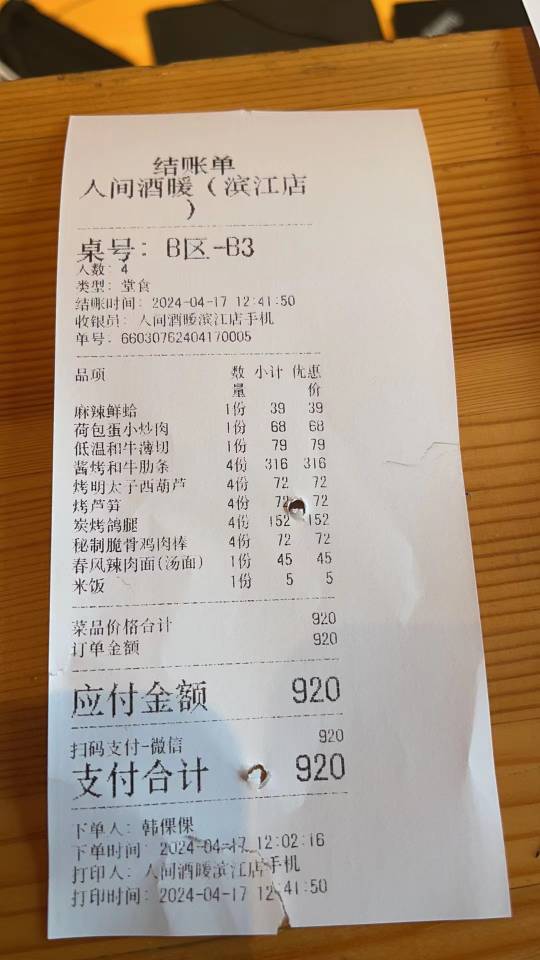 结账单
人间酒暖（滨江店
）
桌号: B区-B3
人数: 4
类型: 堂食
结账时间: 2024-04-17 12:41:50
收银员: 人间酒暖滨江店手机
单号: 66030762404170005
品项 数 小计 优惠
量 价
麻辣鲜蛤 1份 39 39
荷包蛋小炒肉 1份 68 68
低温和牛薄切 1份 79 79
酱烤和牛肋条 4份 316 316
烤明太子西葫芦 4份 72 72
烤芦笋 4份 72 72
炭烤鸽腿 4份 152 152
秘制脆骨鸡肉棒 4份 72 72
春风辣肉面(汤面) 1份 45 45
米饭 1份 5 5
菜品价格合计 920
订单金额 920
应付金额 920
扫码支付-微信 920
支付合计 920
下单人: 韩倮倮
下单时间: 2024-04-17 12:02:16
打印人: 人间酒暖滨江店手机
打印时间: 2024-04-17 12:41:50